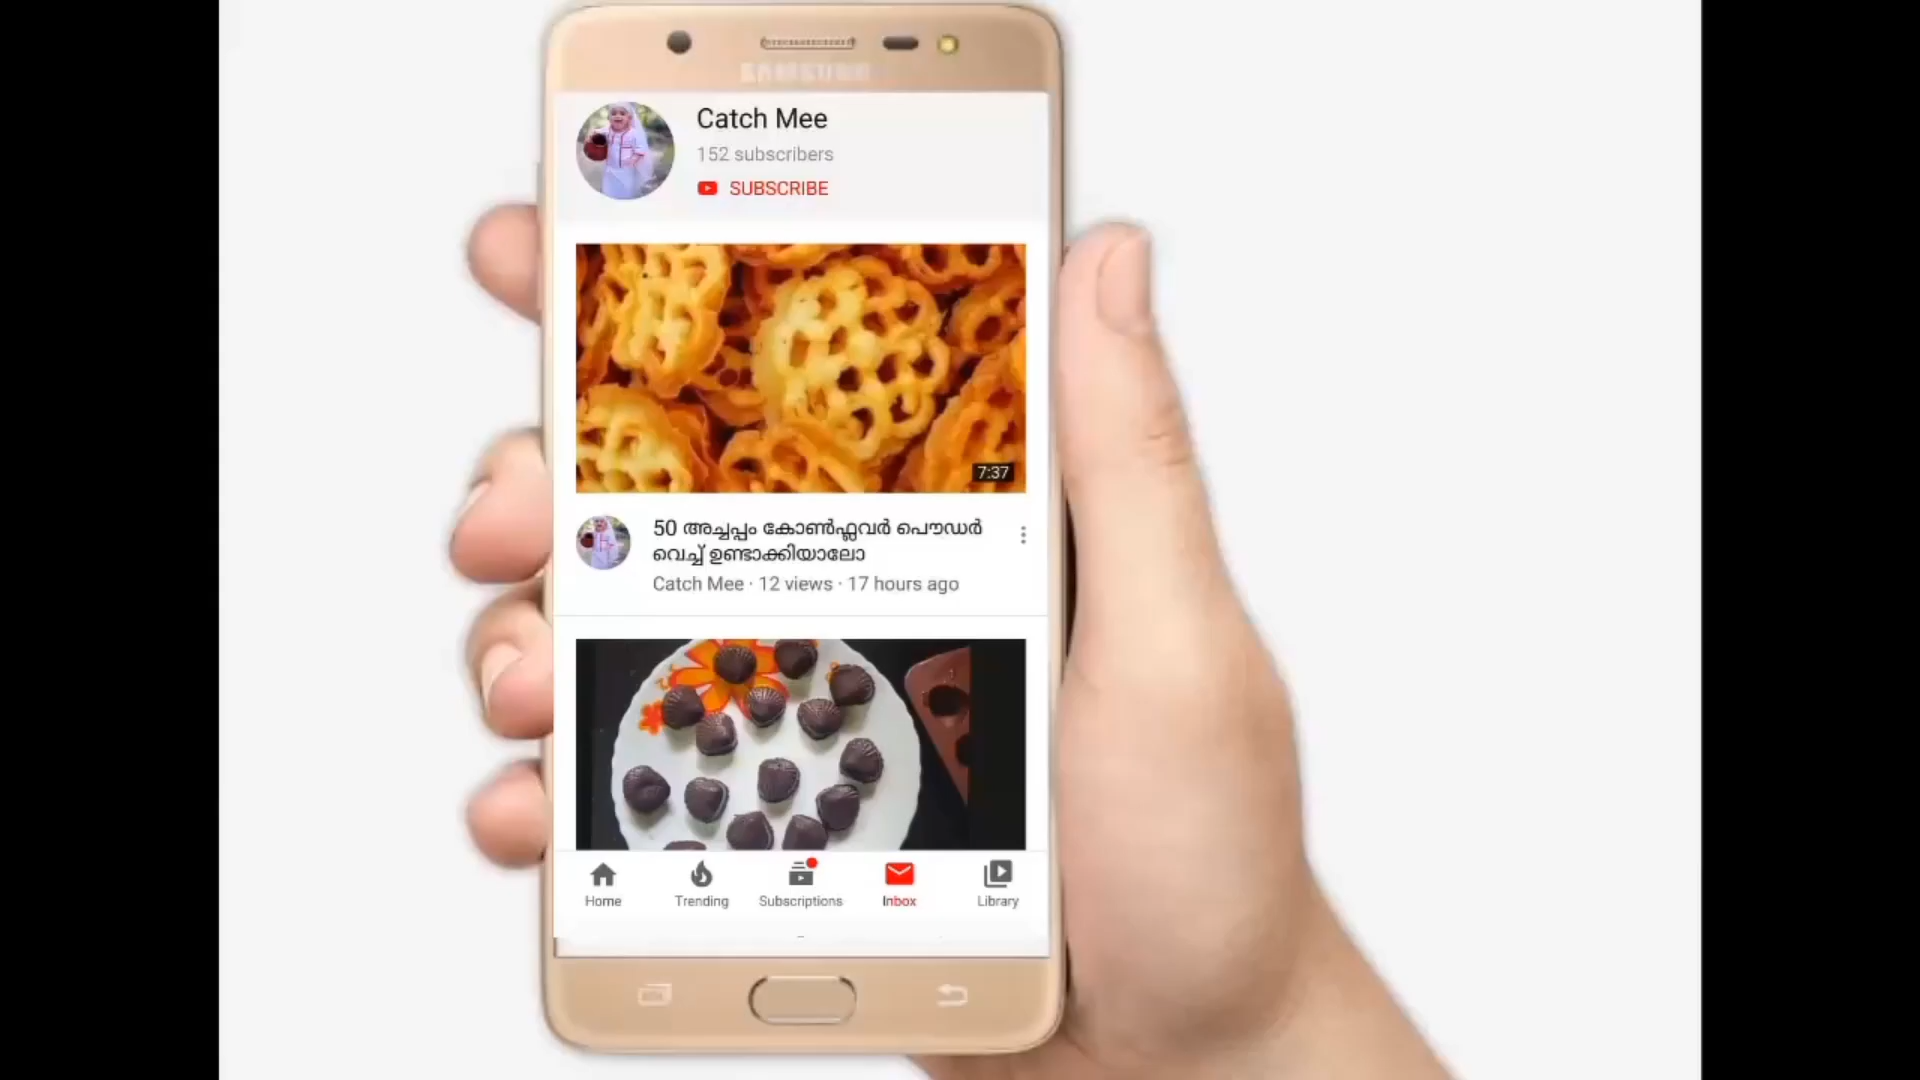 SAMSUNG
Catch Mee
152 subscribers
SUBSCRIBE
7:37
50 അച്ചപ്പം കോൺഫ്ലവർ പൌഡർ
വെച്ച് ഉണ്ടാക്കിയാലോ
Catch Mee · 12 views · 17 hours ago
Home
Trending
Subscriptions
Inbox
Library